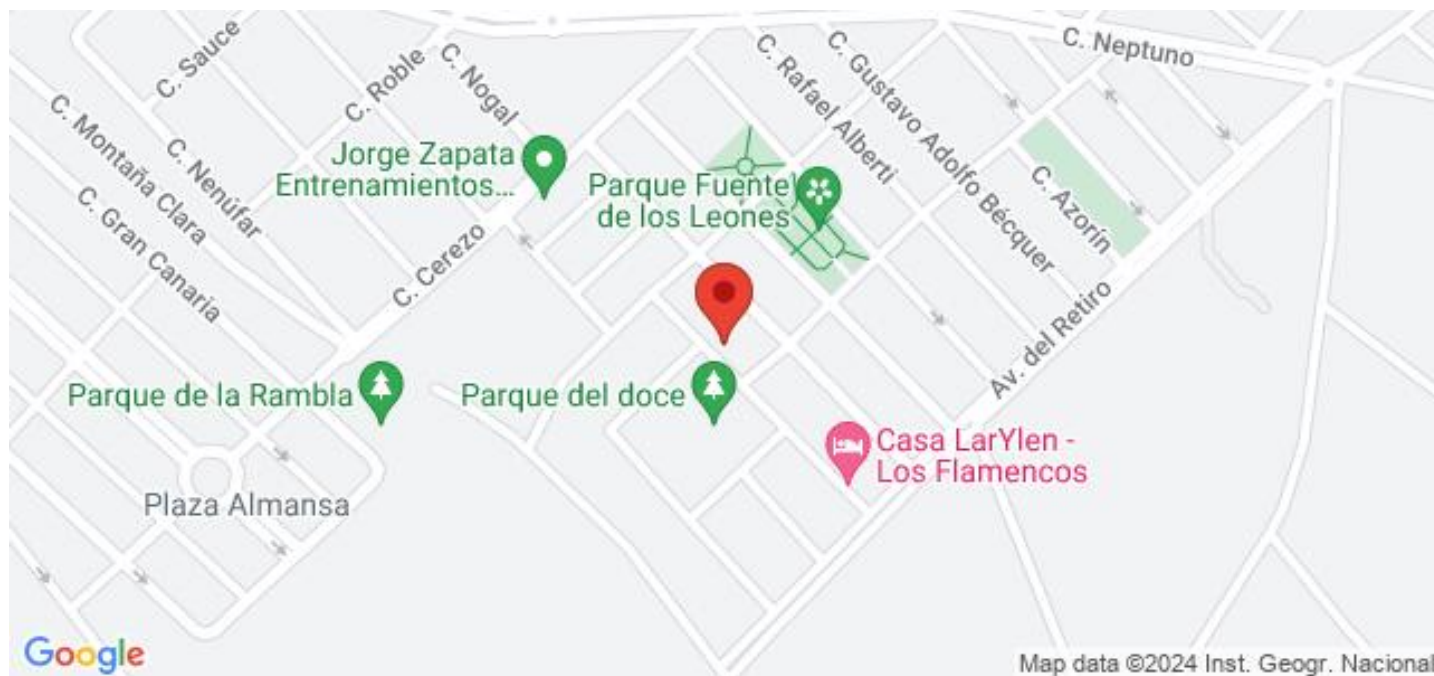 C. Sauce
C. Roble
C. Nogal
C. Neptuno
C. Rafael Alberti
C. Gustavo Adolfo Bécquer
C. Montaña Clara
C. Nenúfar
Jorge Zapata
Entrenamientos...
Parque Fuente
de los Leones
C. Azorín
C. Gran Canaria
C. Cerezo
Av. del Retiro
Parque de la Rambla
Parque del doce
Casa LarYlen -
Los Flamencos
Plaza Almansa
Google
Map data ©2024 Inst. Geogr. Nacional